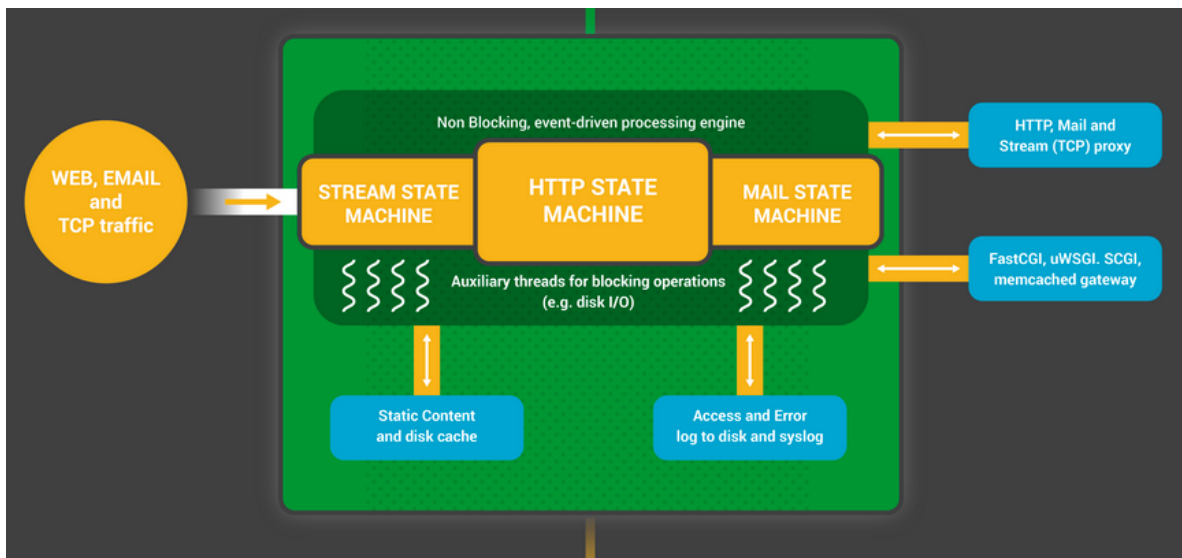 Non Blocking, event-driven processing engine
WEB, EMAIL
and
TCP traffic
STREAM STATE
MACHINE
HTTP STATE
MACHINE
MAIL STATE
MACHINE
HTTP, Mail and
Stream (TCP) proxy
FastCGI, uWSGI. SCGI,
memcached gateway
Auxiliary threads for blocking operations
(e.g. disk I/O)
Static Content
and disk cache
Access and Error
log to disk and syslog